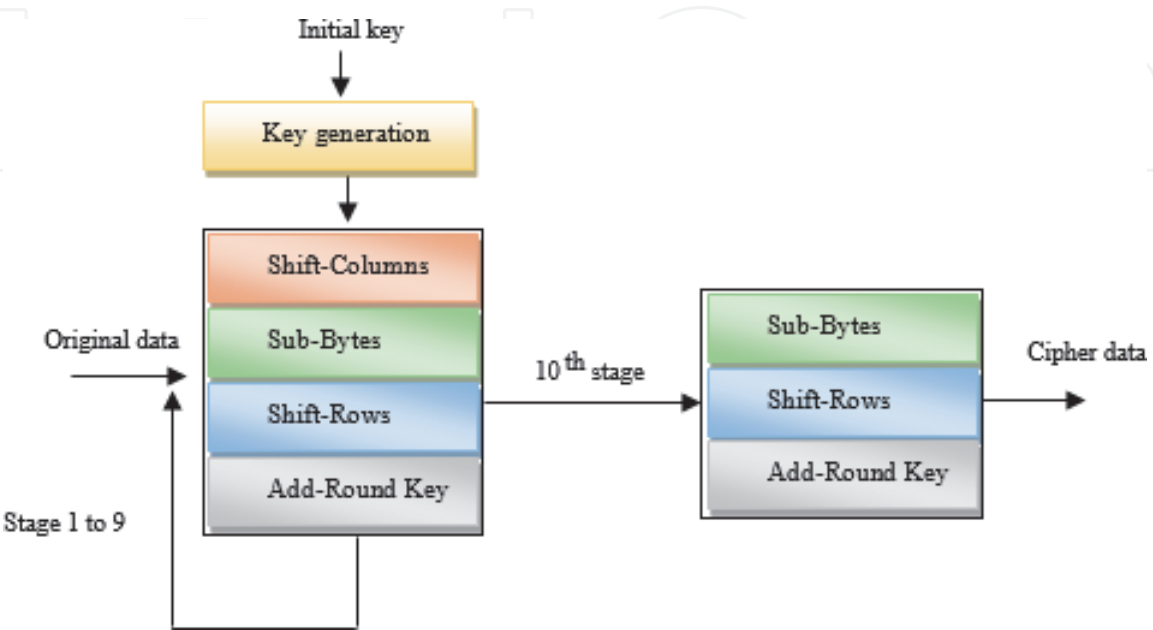 Initial key
Key generation
Shift-Columns
Sub-Bytes
Shift-Rows
Add-Round Key
Original data
Stage 1 to 9
10th stage
Sub-Bytes
Shift-Rows
Add-Round Key
Cipher data